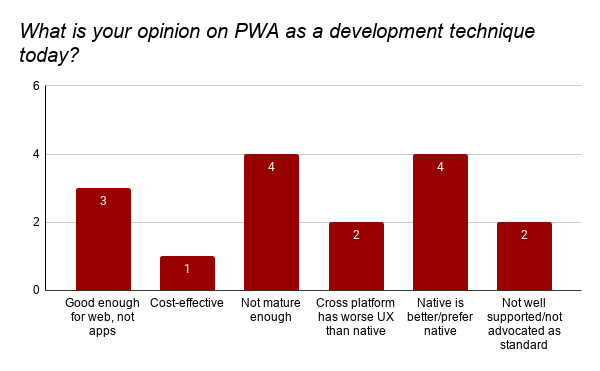 What is your opinion on PWA as a development technique
today?
6
4
2
0
3
1
4
2
4
2
Good enough
for web, not
apps
Cost-effective
Not mature
enough
Cross platform
has worse UX
than native
Native is
better/prefer
native
Not well
supported/not
advocated as
standard